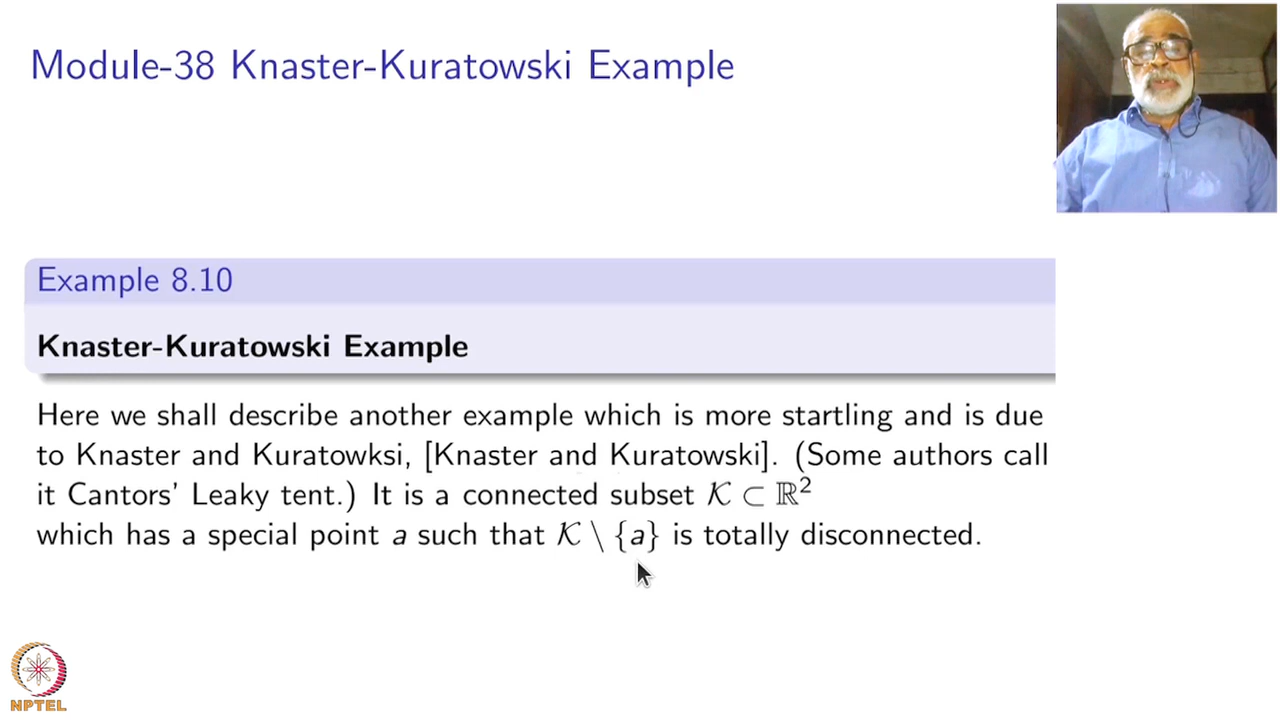 Module-38 Knaster-Kuratowski Example
Example 8.10
Knaster-Kuratowski Example
Here we shall describe another example which is more startling and is due
to Knaster and Kuratowksi, [Knaster and Kuratowski]. (Some authors call
it Cantors' Leaky tent.) It is a connected subset 𝒦 ⊂ ℝ²
which has a special point a such that 𝒦 \ {a} is totally disconnected.
NPTEL